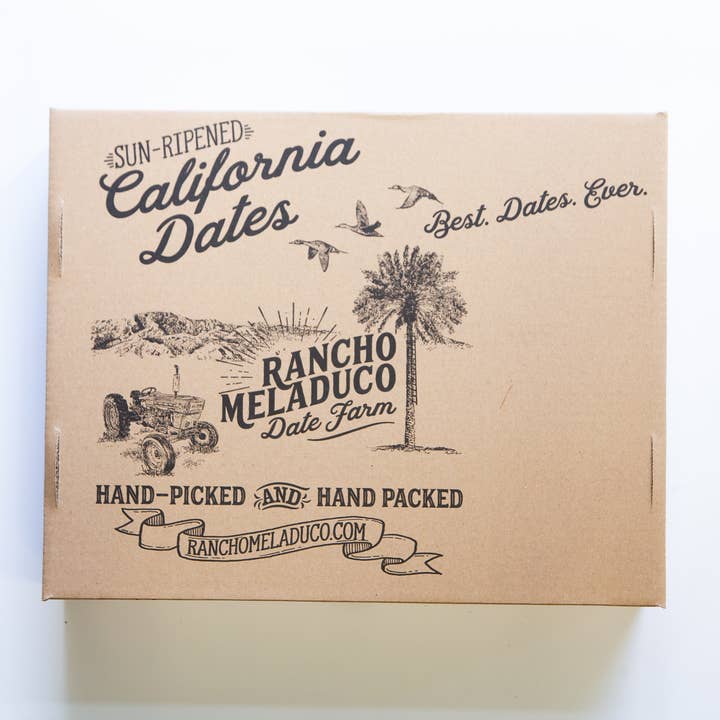 SUN-RIPENED
California
Dates
Best. Dates. Ever.
RANCHO
MELADUCO
Date Farm
HAND-PICKED AND HAND PACKED
RANCHOMELADUCO.COM